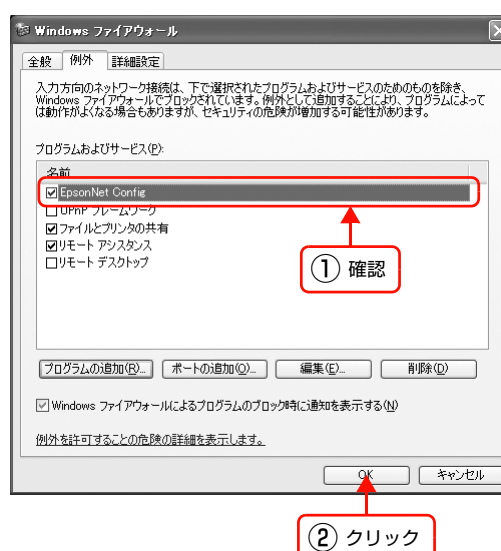 Windows ファイアウォール
全般 例外 詳細設定
入力方向のネットワーク接続は、下で選択されたプログラムおよびサービスのためのものを除き、
Windows ファイアウォールでブロックされています。例外として追加することにより、プログラムによって
は動作がよくなる場合もありますが、セキュリティの危険が増加する可能性があります。
プログラムおよびサービス(P):
名前
EpsonNet Config
UPnP フレームワーク
ファイルとプリンタの共有
リモート アシスタンス
リモート デスクトップ
① 確認
プログラムの追加(R)... ポートの追加(O)... 編集(E)... 削除(D)
Windows ファイアウォールによるプログラムのブロック時に通知を表示する(N)
例外を許可することの危険の詳細を表示します。
OK キャンセル
② クリック